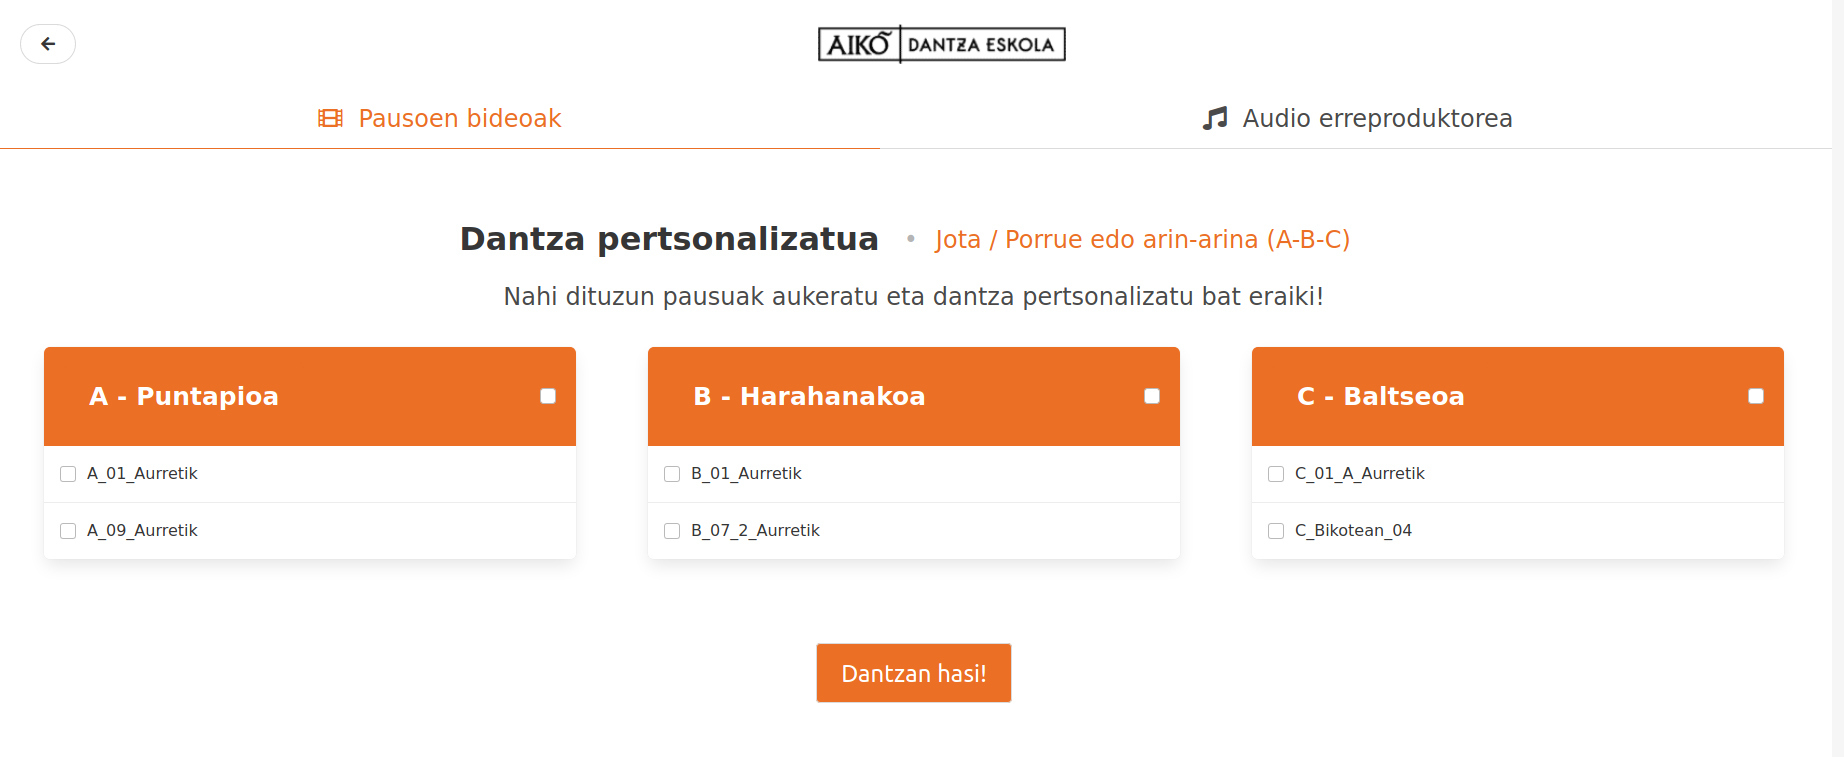 AIKO DANTZA ESKOLA
Pausoen bideoak
Audio erreproduktorea
Dantza pertsonalizatua • Jota / Porrue edo arin-arina (A-B-C)
Nahi dituzun pausuak aukeratu eta dantza pertsonalizatu bat eraiki!
A - Puntapioa
A_01_Aurretik
A_09_Aurretik
B - Harahanakoa
B_01_Aurretik
B_07_2_Aurretik
C - Baltseoa
C_01_A_Aurretik
C_Bikotean_04
Dantzan hasi!